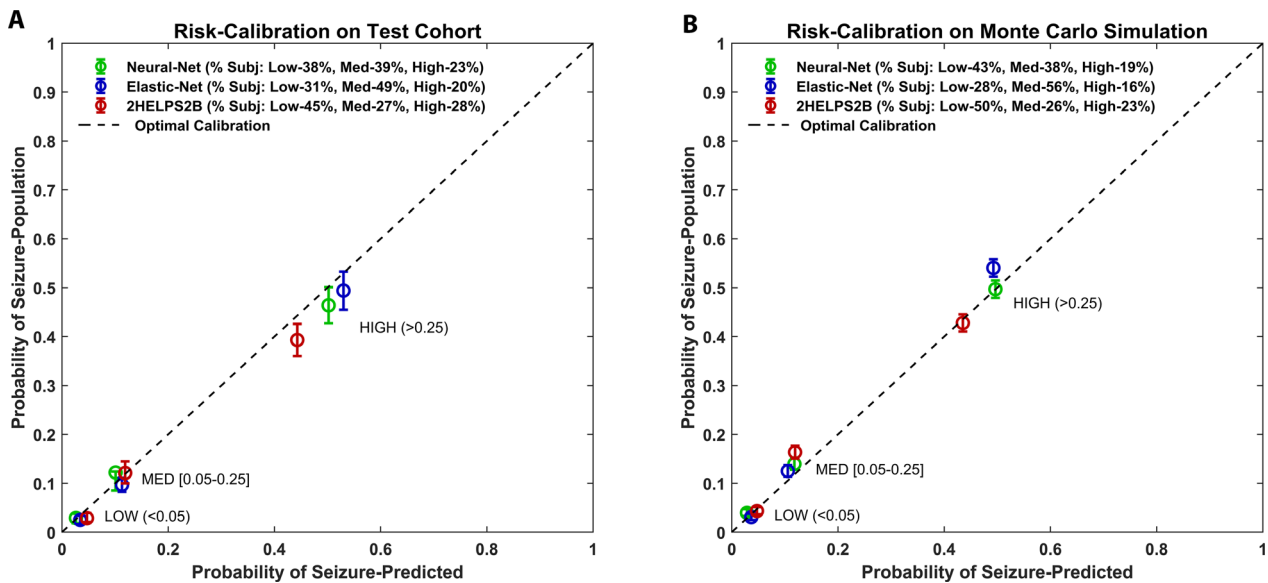 A
Risk-Calibration on Test Cohort
Neural-Net (% Subj: Low-38%, Med-39%, High-23%)
Elastic-Net (% Subj: Low-31%, Med-49%, High-20%)
2HELPS2B (% Subj: Low-45%, Med-27%, High-28%)
Optimal Calibration
1
0.9
0.8
0.7
0.6
0.5
0.4
0.3
0.2
0.1
0
Probability of Seizure-Population
HIGH (>0.25)
MED [0.05-0.25]
LOW (<0.05)
0 0.2 0.4 0.6 0.8 1
Probability of Seizure-Predicted
B
Risk-Calibration on Monte Carlo Simulation
Neural-Net (% Subj: Low-43%, Med-38%, High-19%)
Elastic-Net (% Subj: Low-28%, Med-56%, High-16%)
2HELPS2B (% Subj: Low-50%, Med-26%, High-23%)
Optimal Calibration
1
0.9
0.8
0.7
0.6
0.5
0.4
0.3
0.2
0.1
0
Probability of Seizure-Population
HIGH (>0.25)
MED [0.05-0.25]
LOW (<0.05)
0 0.2 0.4 0.6 0.8 1
Probability of Seizure-Predicted